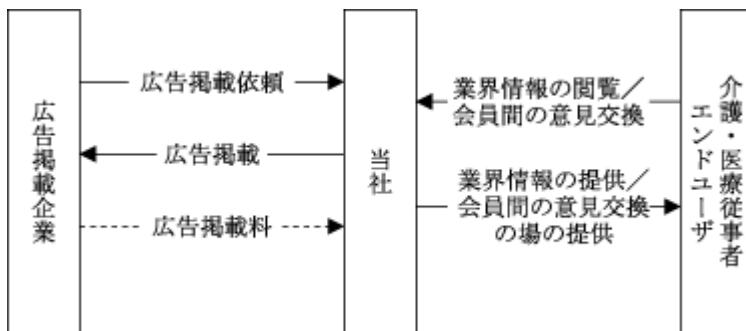 広告掲載企業
広告掲載依頼
広告掲載
広告掲載料
当社
業界情報の閲覧／
会員間の意見交換
業界情報の提供／
会員間の意見交換
の場の提供
介護・医療従事者
エンドユーザ